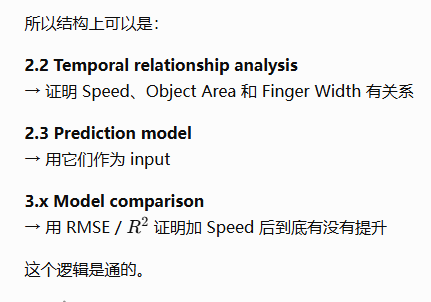 所以结构上可以是：
2.2 Temporal relationship analysis
→ 证明 Speed、Object Area 和 Finger Width 有关系
2.3 Prediction model
→ 用它们作为 input
3.x Model comparison
→ 用 RMSE / R² 证明加 Speed 后到底有没有提升
这个逻辑是通的。